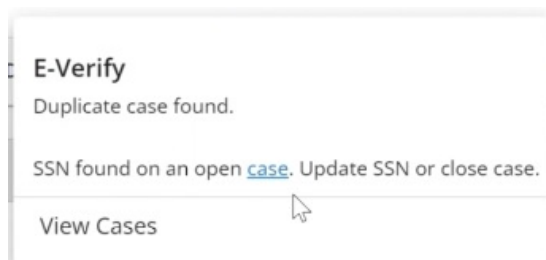 E-Verify
Duplicate case found.
SSN found on an open case. Update SSN or close case.
View Cases